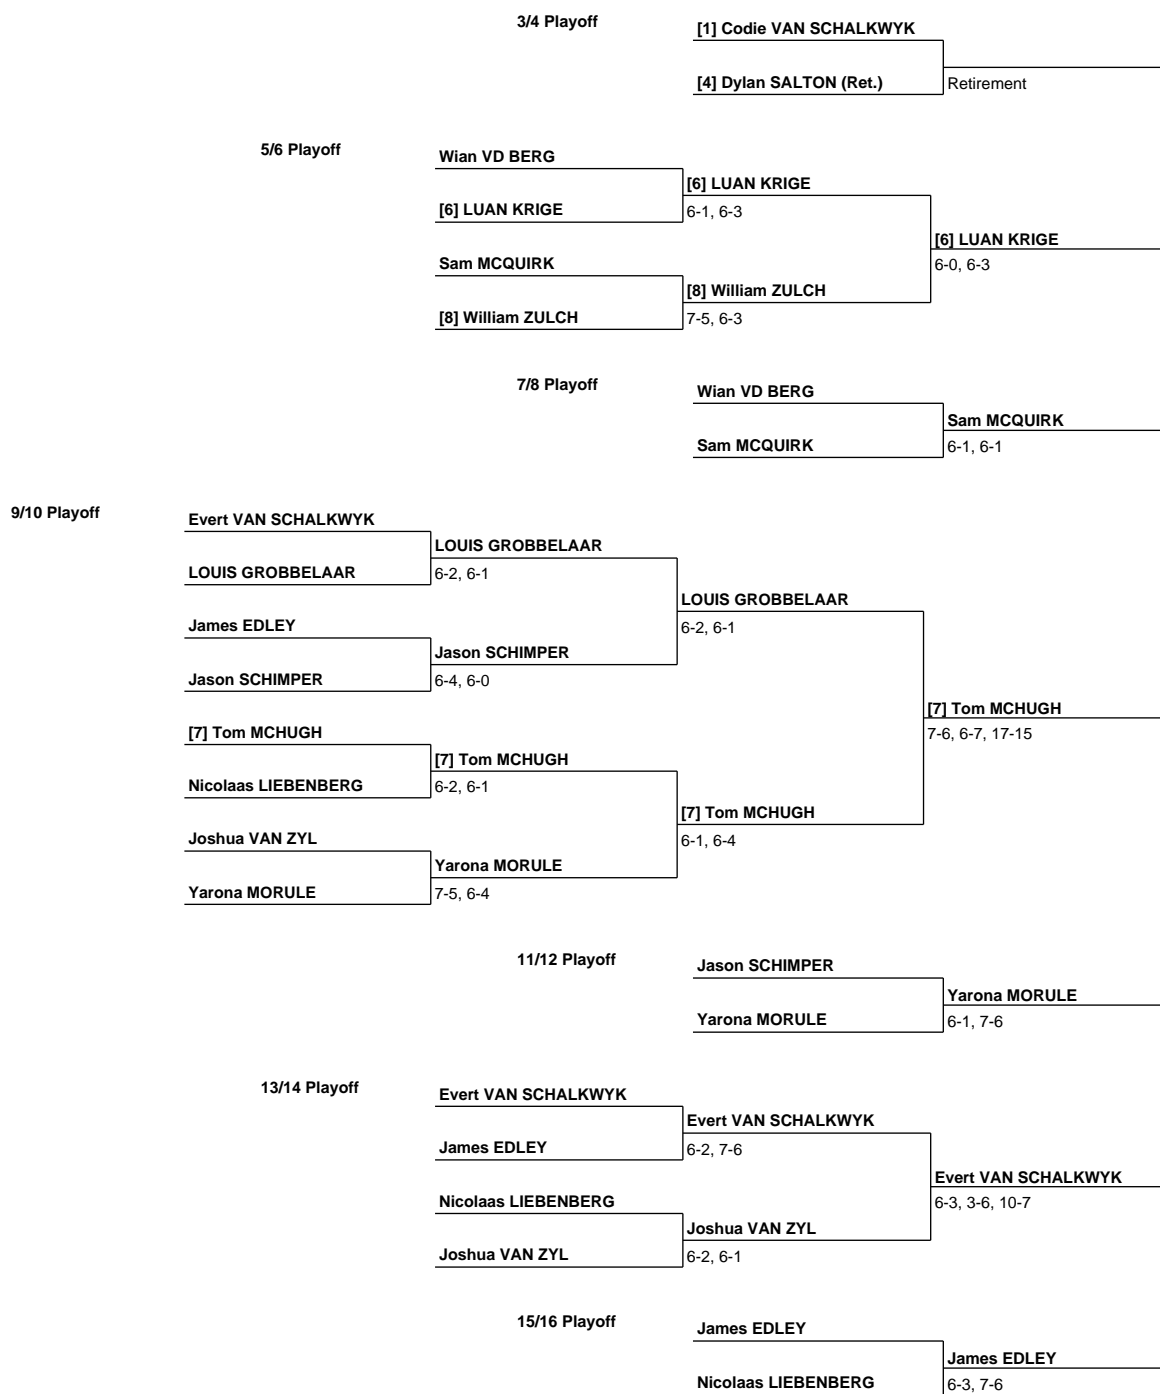 3/4 Playoff
[1] Codie VAN SCHALKWYK
[4] Dylan SALTON (Ret.)
Retirement
5/6 Playoff
Wian VD BERG
[6] LUAN KRIGE
[6] LUAN KRIGE
6-1, 6-3
[6] LUAN KRIGE
Sam MCQUIRK
6-0, 6-3
[8] William ZULCH
[8] William ZULCH
7-5, 6-3
7/8 Playoff
Wian VD BERG
Sam MCQUIRK
Sam MCQUIRK
6-1, 6-1
9/10 Playoff
Evert VAN SCHALKWYK
LOUIS GROBBELAAR
LOUIS GROBBELAAR
6-2, 6-1
LOUIS GROBBELAAR
James EDLEY
6-2, 6-1
Jason SCHIMPER
Jason SCHIMPER
6-4, 6-0
[7] Tom MCHUGH
[7] Tom MCHUGH
7-6, 6-7, 17-15
[7] Tom MCHUGH
Nicolaas LIEBENBERG
6-2, 6-1
[7] Tom MCHUGH
Joshua VAN ZYL
6-1, 6-4
Yarona MORULE
Yarona MORULE
7-5, 6-4
11/12 Playoff
Jason SCHIMPER
Yarona MORULE
Yarona MORULE
6-1, 7-6
13/14 Playoff
Evert VAN SCHALKWYK
Evert VAN SCHALKWYK
James EDLEY
6-2, 7-6
Evert VAN SCHALKWYK
Nicolaas LIEBENBERG
6-3, 3-6, 10-7
Joshua VAN ZYL
Joshua VAN ZYL
6-2, 6-1
15/16 Playoff
James EDLEY
James EDLEY
Nicolaas LIEBENBERG
6-3, 7-6